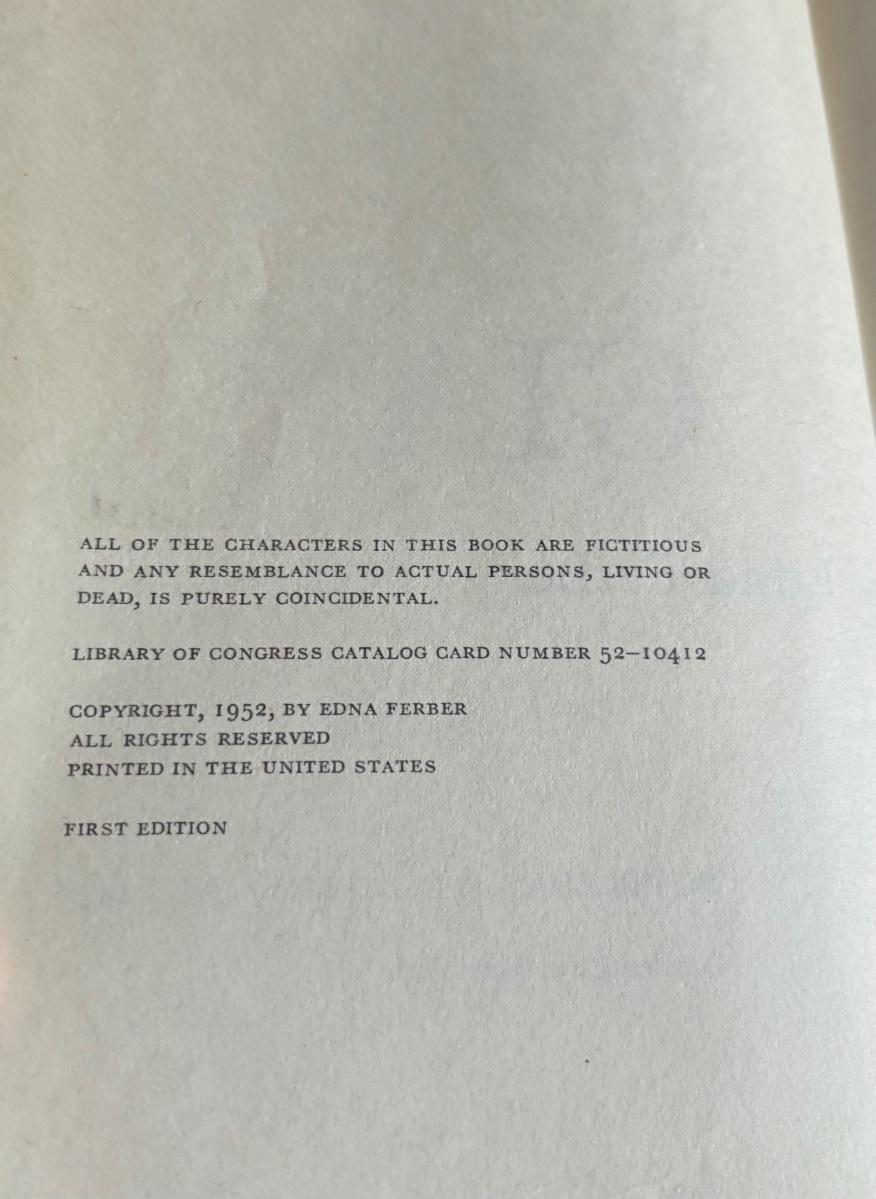 ALL OF THE CHARACTERS IN THIS BOOK ARE FICTITIOUS
AND ANY RESEMBLANCE TO ACTUAL PERSONS, LIVING OR
DEAD, IS PURELY COINCIDENTAL.
LIBRARY OF CONGRESS CATALOG CARD NUMBER 52–10412
COPYRIGHT, 1952, BY EDNA FERBER
ALL RIGHTS RESERVED
PRINTED IN THE UNITED STATES
FIRST EDITION